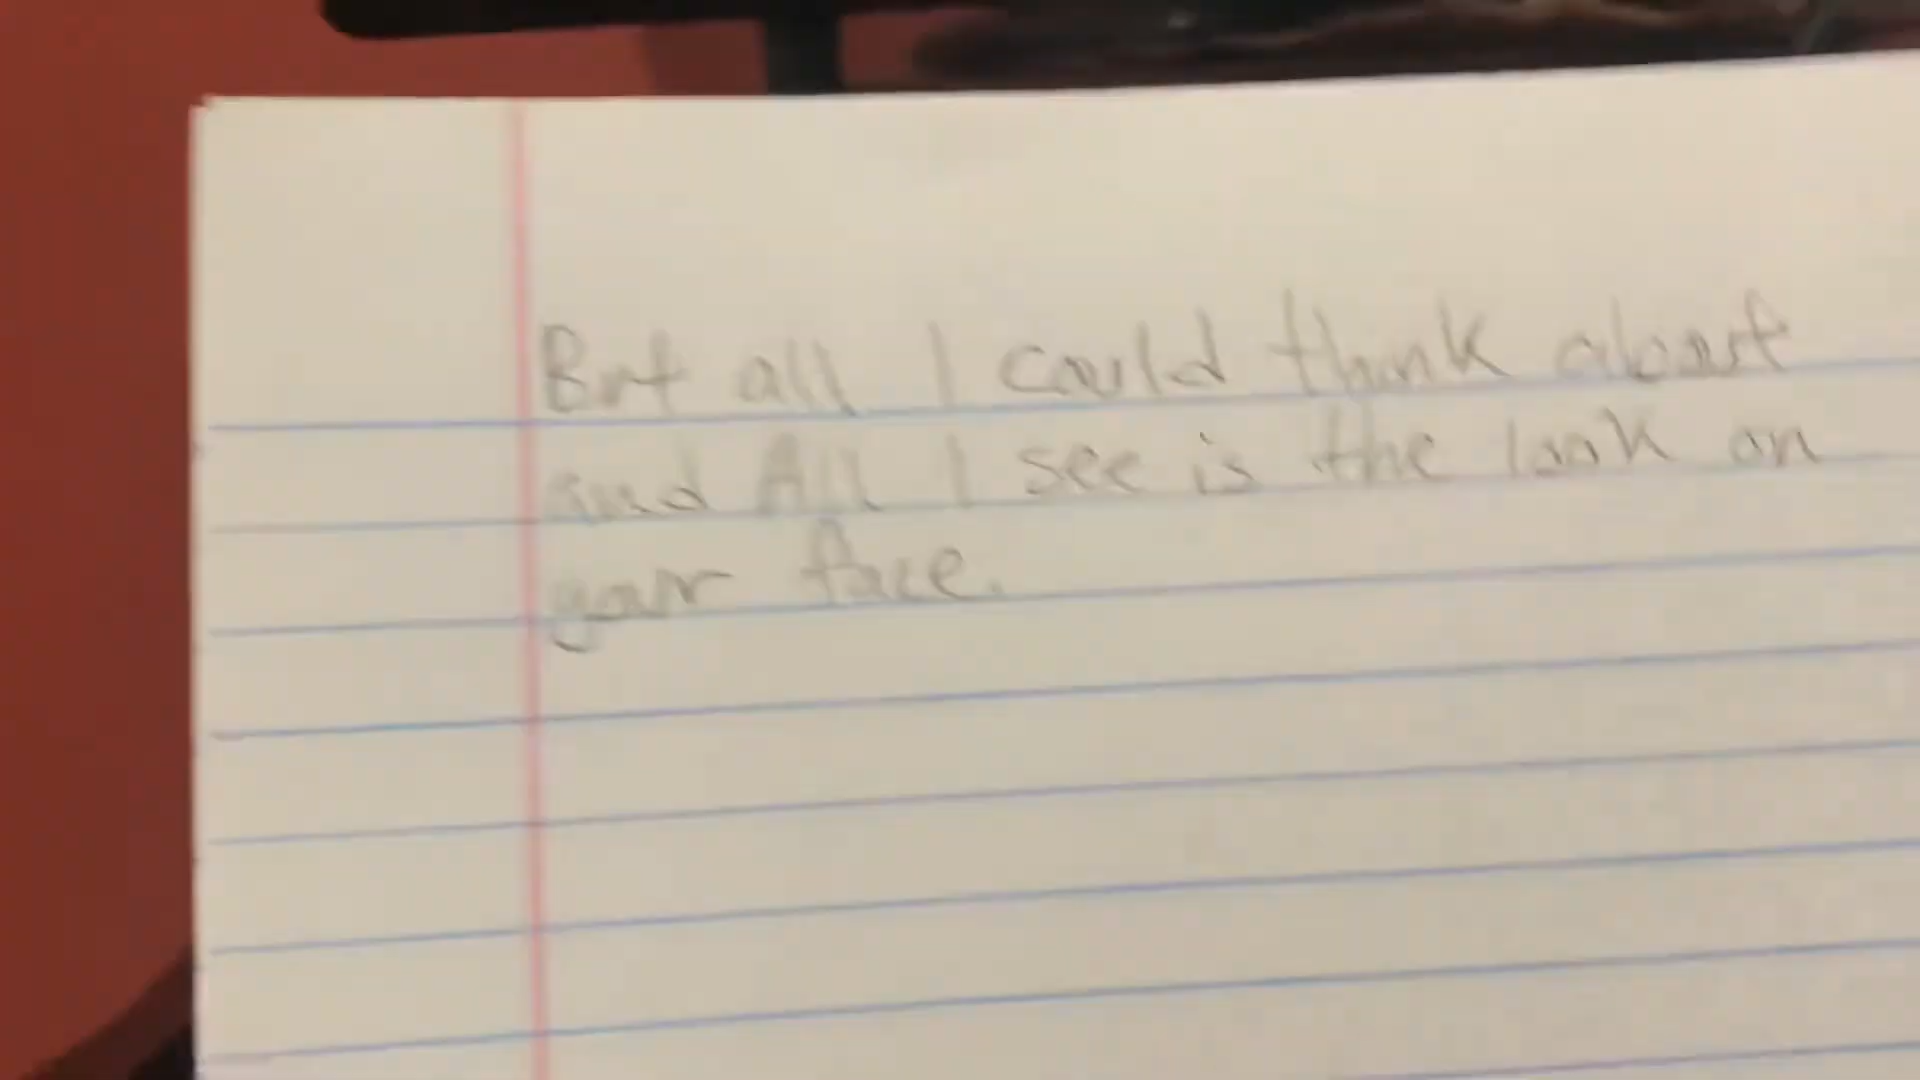 But all I could think about
and All I see is the look on
your face.